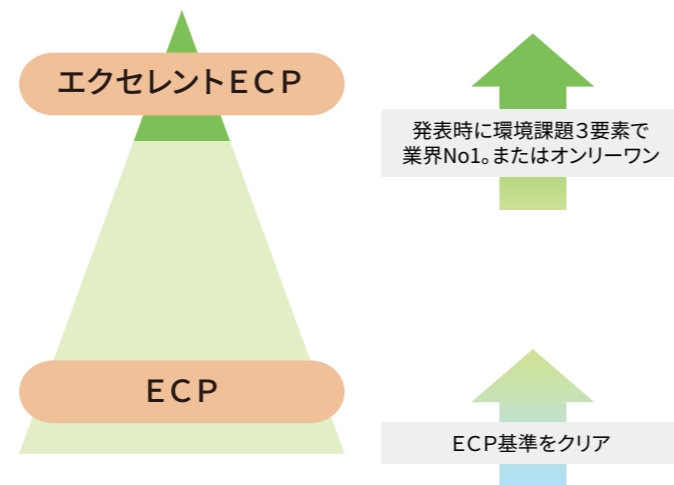 エクセレントＥＣＰ
発表時に環境課題３要素で
業界No1。またはオンリーワン
ＥＣＰ
ＥＣＰ基準をクリア